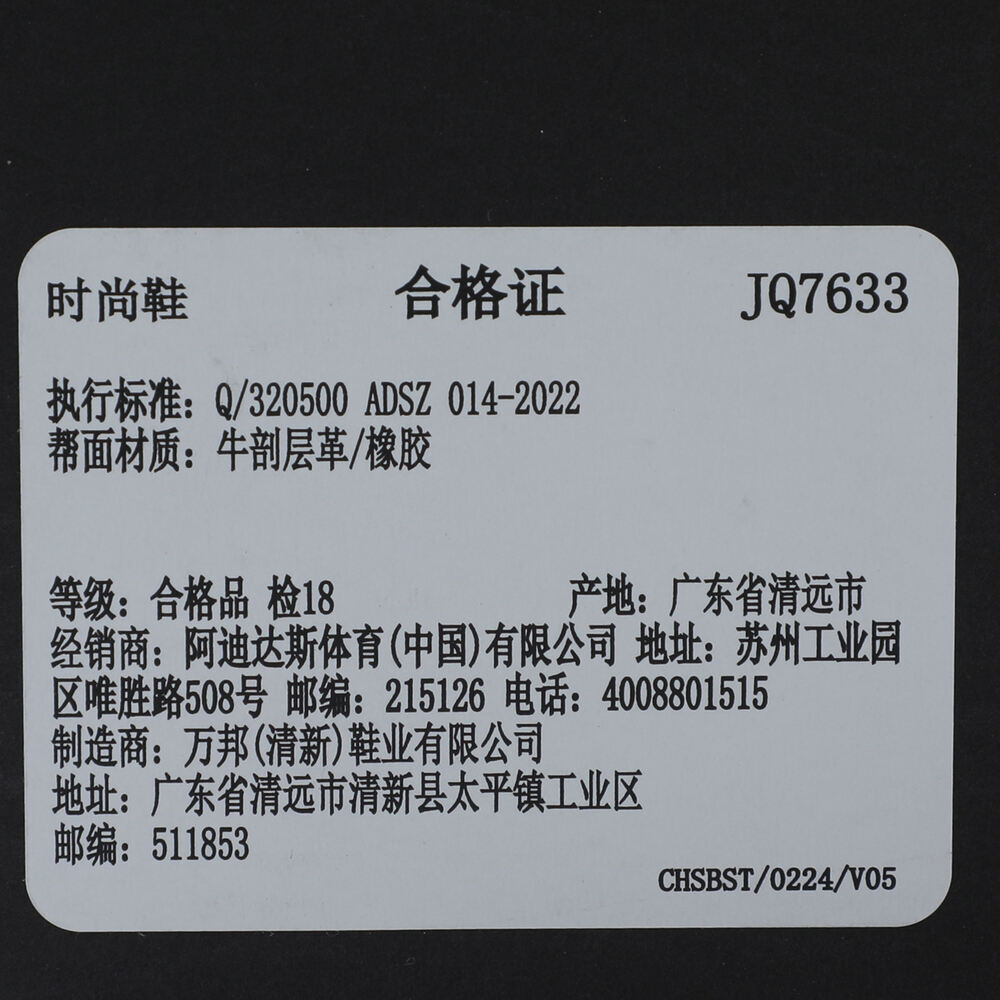 时尚鞋 合格证 JQ7633
执行标准：Q/320500 ADSZ 014-2022
帮面材质：牛剖层革/橡胶
等级：合格品 检18 产地：广东省清远市
经销商：阿迪达斯体育(中国)有限公司 地址：苏州工业园
区唯胜路508号 邮编：215126 电话：4008801515
制造商：万邦(清新)鞋业有限公司
地址：广东省清远市清新县太平镇工业区
邮编：511853
CHSBST/0224/V05